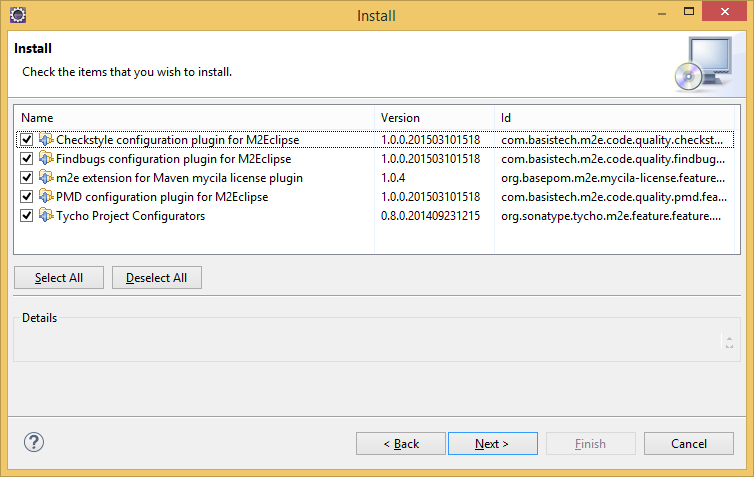 Install
Install
Check the items that you wish to install.
Name Version Id
Checkstyle configuration plugin for M2Eclipse 1.0.0.201503101518 com.basistech.m2e.code.quality.checkst...
Findbugs configuration plugin for M2Eclipse 1.0.0.201503101518 com.basistech.m2e.code.quality.findbug...
m2e extension for Maven mycila license plugin 1.0.4 org.basepom.m2e.mycila-license.feature...
PMD configuration plugin for M2Eclipse 1.0.0.201503101518 com.basistech.m2e.code.quality.pmd.fea...
Tycho Project Configurators 0.8.0.201409231215 org.sonatype.tycho.m2e.feature.feature....
Select All Deselect All
Details
? < Back Next > Finish Cancel